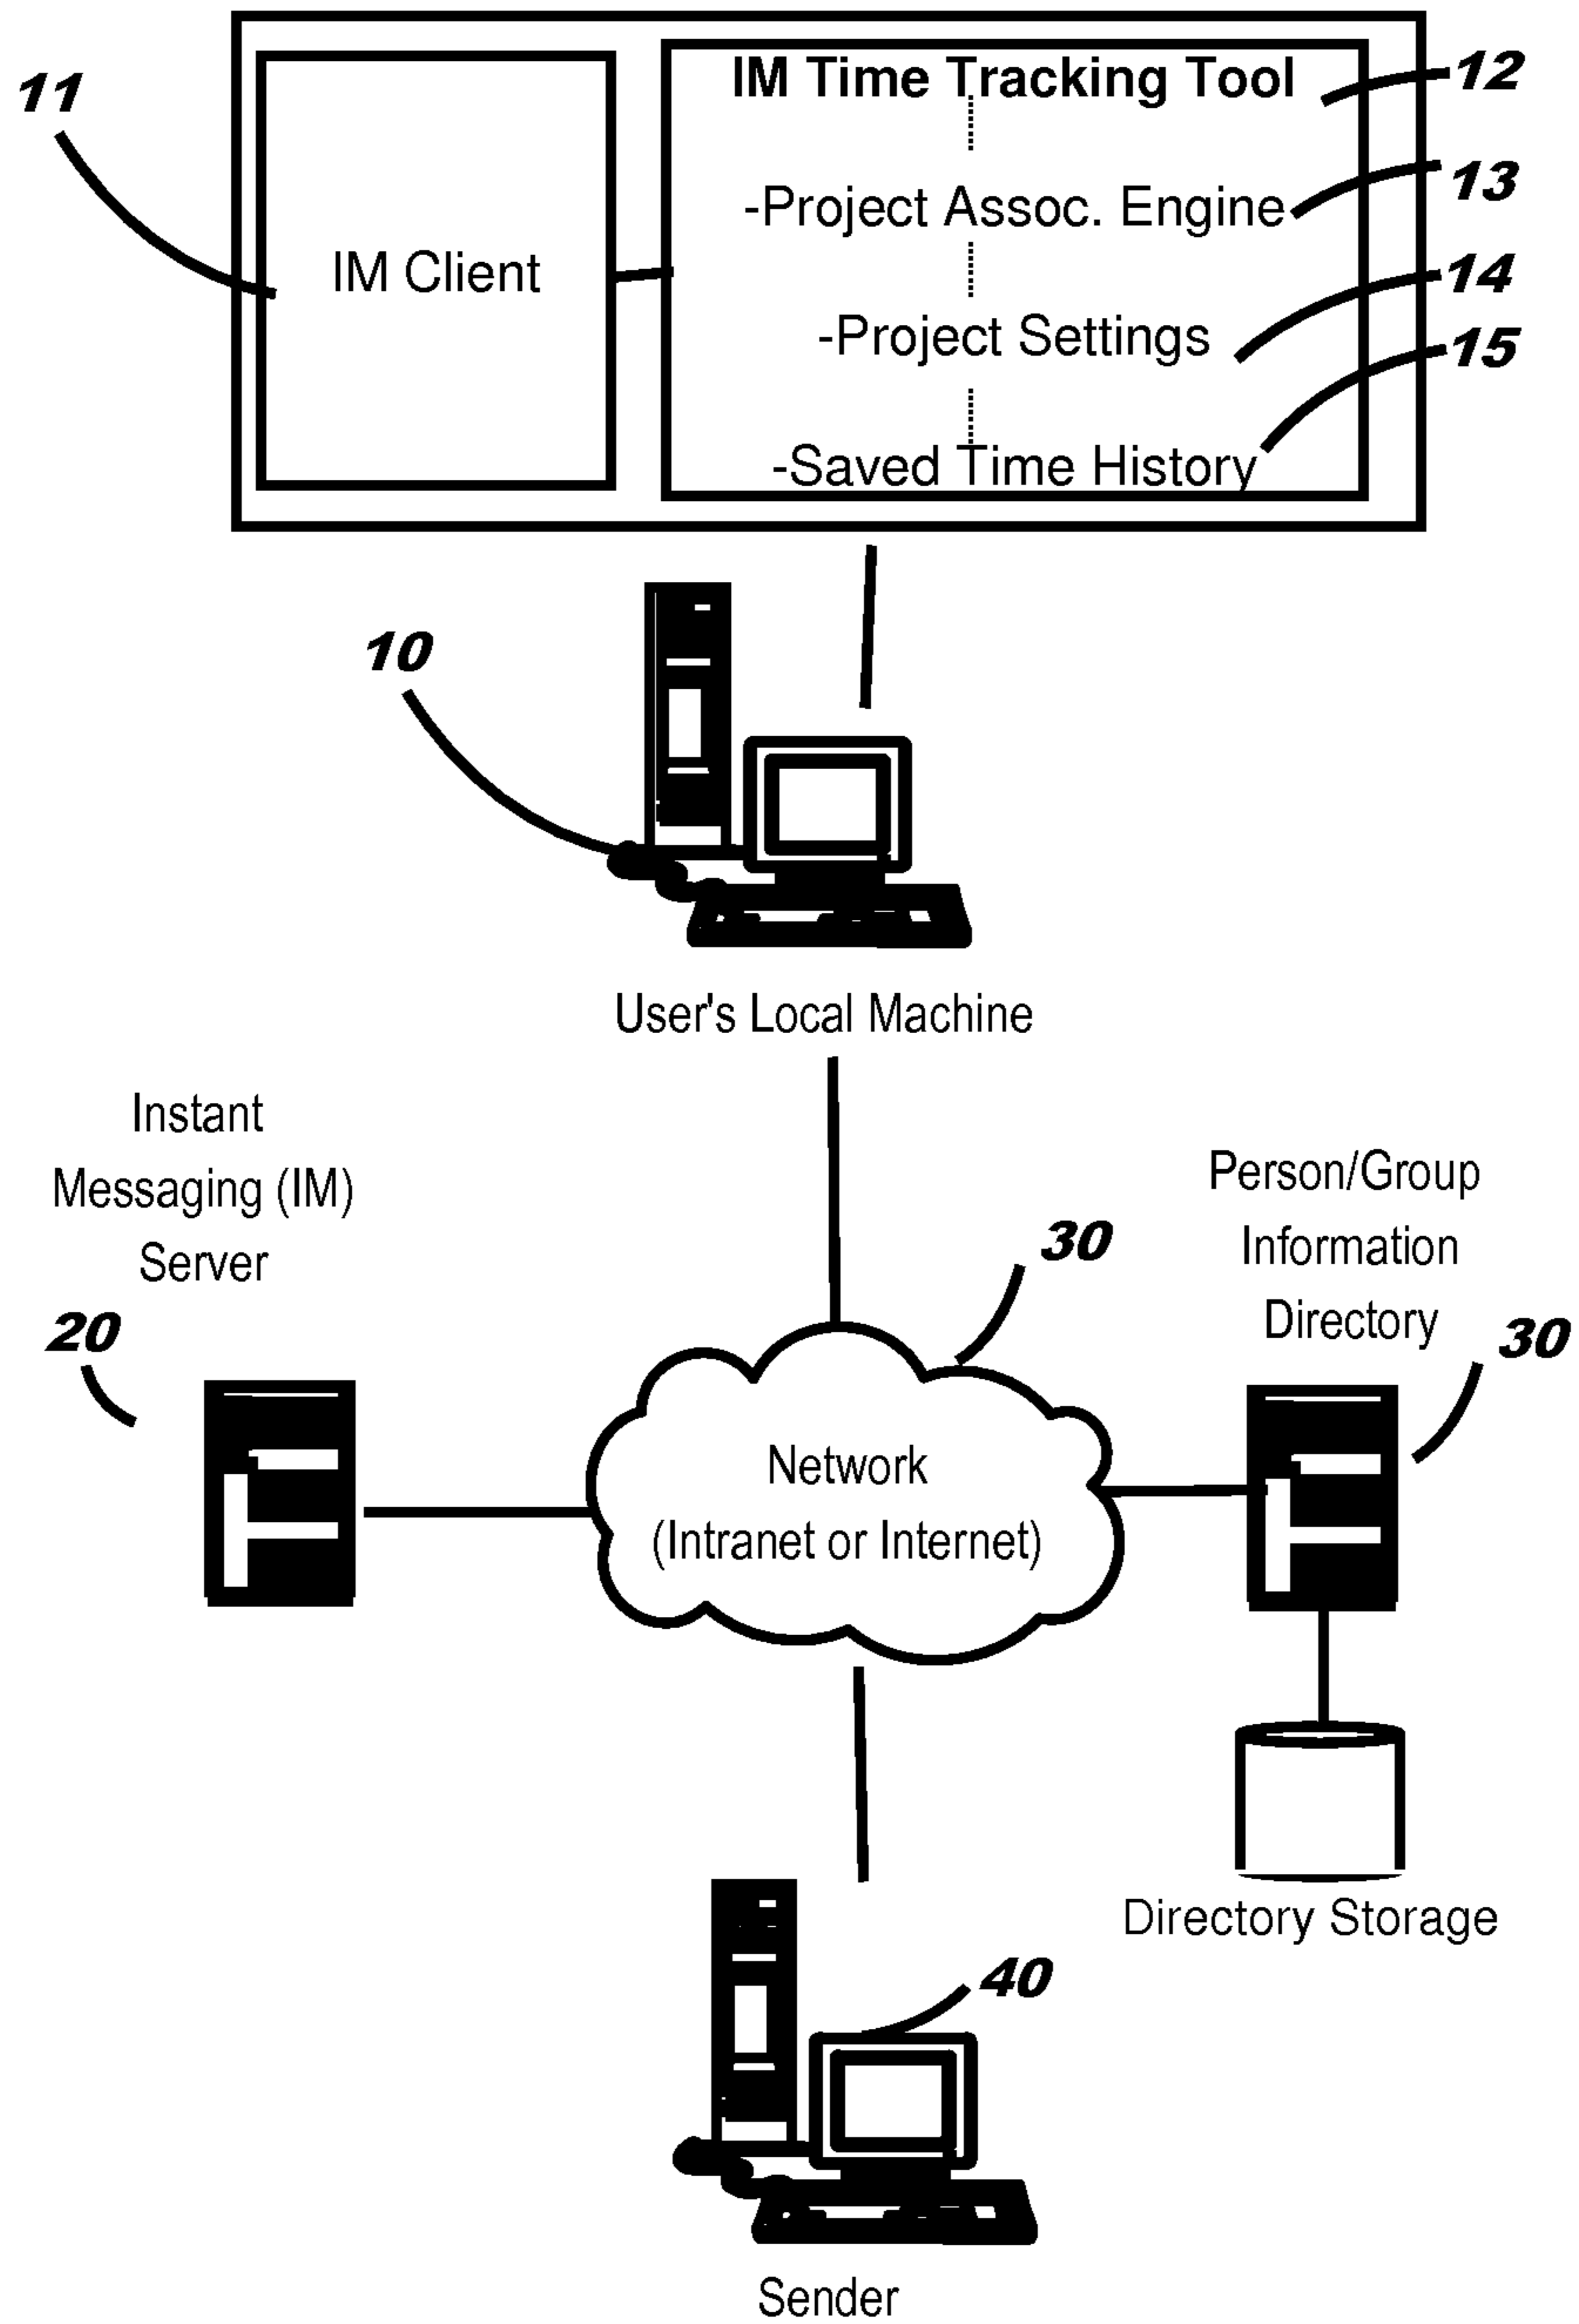 11
IM Client
IM Time Tracking Tool
12
-Project Assoc. Engine
13
-Project Settings
14
-Saved Time History
15
10
User's Local Machine
Instant
Messaging (IM)
Server
20
30
Person/Group
Information
Directory
30
Network
(Intranet or Internet)
Directory Storage
40
Sender